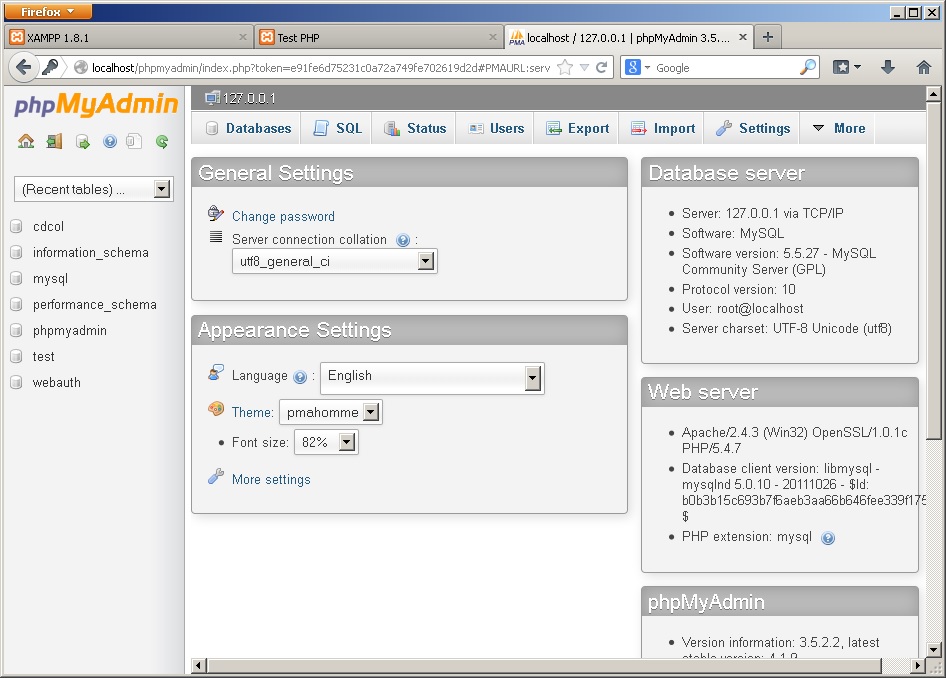 Firefox
XAMPP 1.8.1
Test PHP
localhost / 127.0.0.1 | phpMyAdmin 3.5....
localhost/phpmyadmin/index.php?token=e91fe6d75231c0a72a749fe702619d2d#PMAURL:serv
Google
phpMyAdmin
(Recent tables) ...
cdcol
information_schema
mysql
performance_schema
phpmyadmin
test
webauth
127.0.0.1
Databases SQL Status Users Export Import Settings More
General Settings
Change password
Server connection collation :
utf8_general_ci
Appearance Settings
Language : English
Theme: pmahomme
Font size: 82%
More settings
Database server
Server: 127.0.0.1 via TCP/IP
Software: MySQL
Software version: 5.5.27 - MySQL
Community Server (GPL)
Protocol version: 10
User: root@localhost
Server charset: UTF-8 Unicode (utf8)
Web server
Apache/2.4.3 (Win32) OpenSSL/1.0.1c
PHP/5.4.7
Database client version: libmysql -
mysqlnd 5.0.10 - 20111026 - $Id:
b0b3b15c693b7f6aeb3aa66b646fee339f175
$
PHP extension: mysql
phpMyAdmin
Version information: 3.5.2.2, latest
stable version: 4.1.9